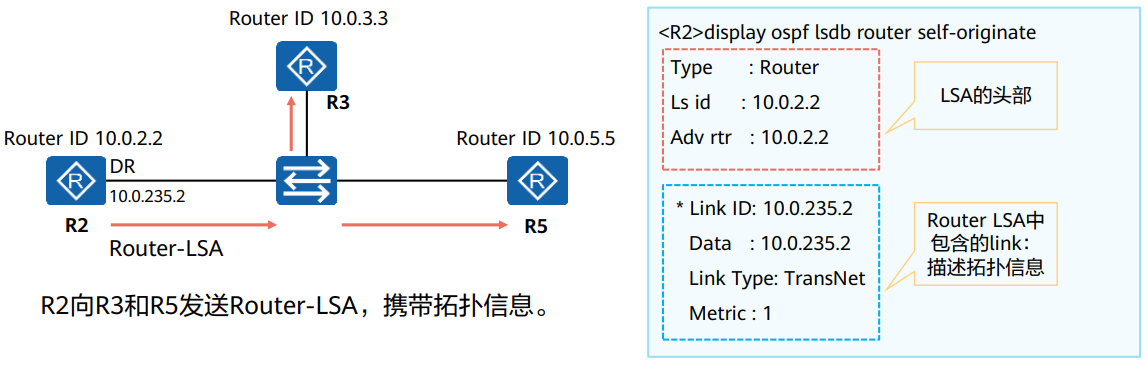 Router ID 10.0.3.3
R
R3
Router ID 10.0.2.2
Router ID 10.0.5.5
R
DR
10.0.235.2
R
R2
R5
Router-LSA
R2向R3和R5发送Router-LSA，携带拓扑信息。
<R2>display ospf lsdb router self-originate
Type : Router
Ls id : 10.0.2.2
Adv rtr : 10.0.2.2
LSA的头部
* Link ID: 10.0.235.2
Data : 10.0.235.2
Link Type: TransNet
Metric : 1
Router LSA中
包含的link：
描述拓扑信息